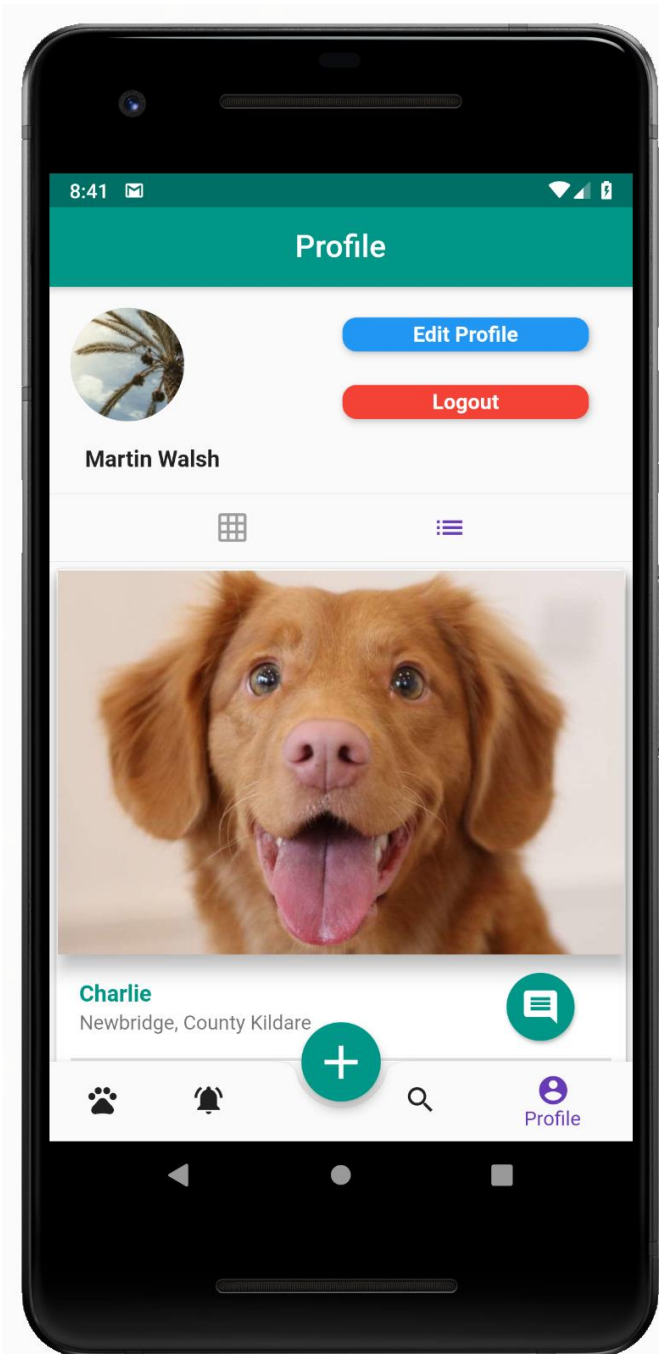 8:41
Profile
Edit Profile
Logout
Martin Walsh
Charlie
Newbridge, County Kildare
Profile